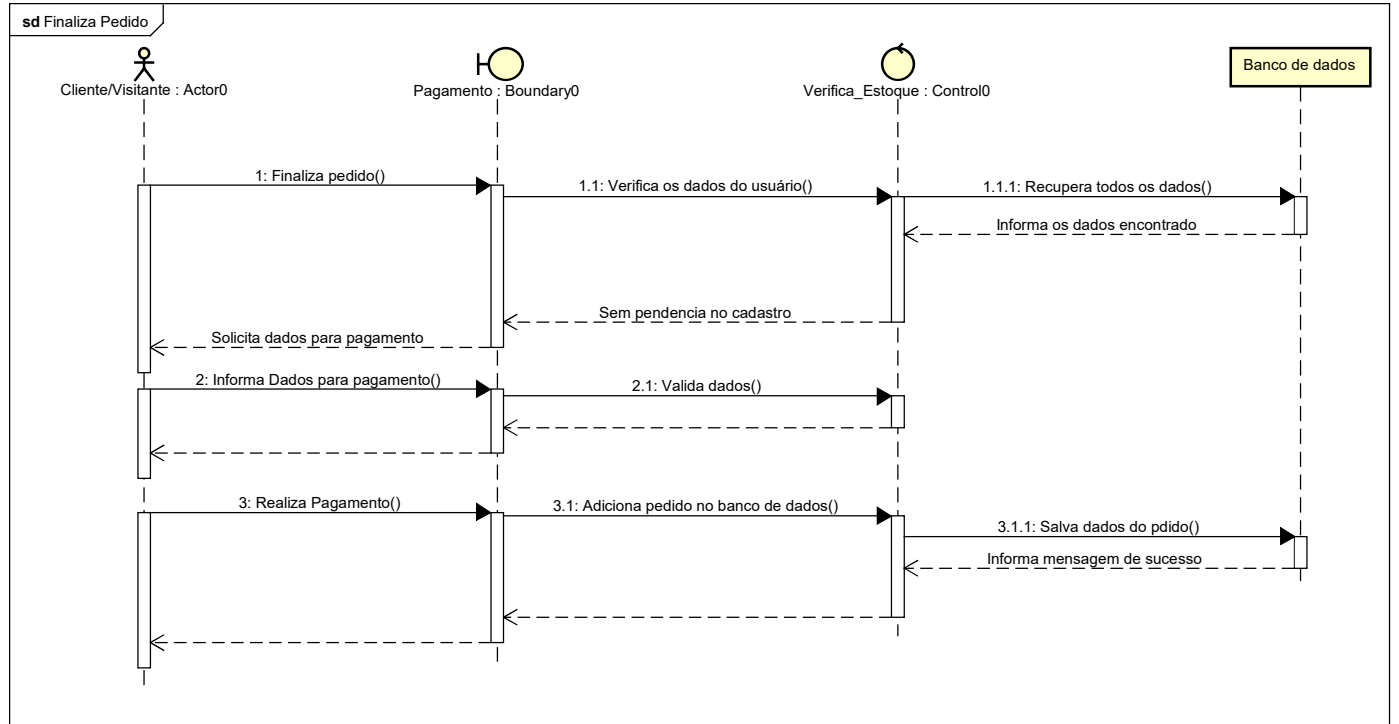 sd Finaliza Pedido
Cliente/Visitante : Actor0
Pagamento : Boundary0
Verifica_Estoque : Control0
Banco de dados
1: Finaliza pedido()
1.1: Verifica os dados do usuário()
1.1.1: Recupera todos os dados()
Informa os dados encontrado
Sem pendencia no cadastro
Solicita dados para pagamento
2: Informa Dados para pagamento()
2.1: Valida dados()
3: Realiza Pagamento()
3.1: Adiciona pedido no banco de dados()
3.1.1: Salva dados do pdido()
Informa mensagem de sucesso